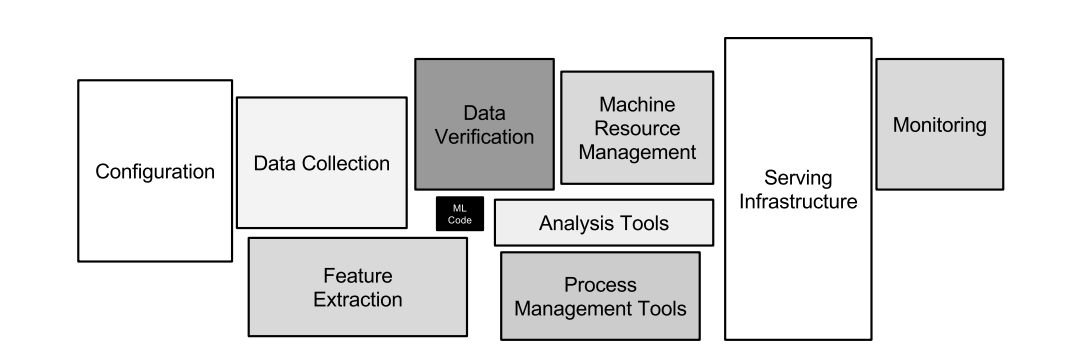 Configuration
Data Collection
Data
Verification
Machine
Resource
Management
Monitoring
Serving
Infrastructure
ML
Code
Analysis Tools
Feature
Extraction
Process
Management Tools